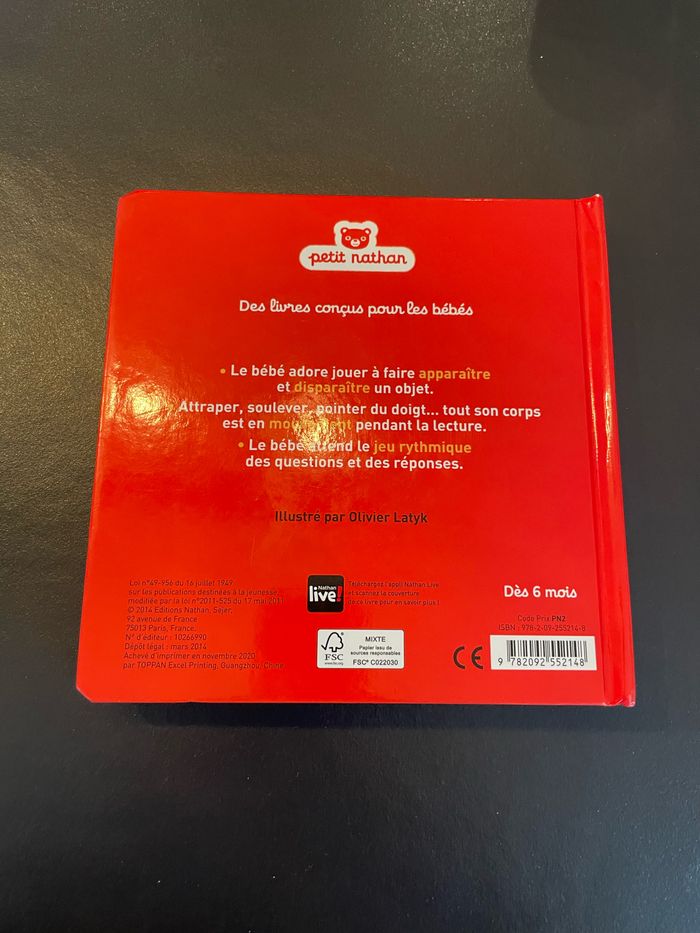 petit nathan
Des livres conçus pour les bébés
• Le bébé adore jouer à faire apparaître
et disparaître un objet.
Attraper, soulever, pointer du doigt... tout son corps
est en mouvement pendant la lecture.
• Le bébé attend le jeu rythmique
des questions et des réponses.
Illustré par Olivier Latyk
Loi n°49-956 du 16 juillet 1949
sur les publications destinées à la jeunesse,
modifiée par la loi n°2011-525 du 17 mai 2011
© 2014 Éditions Nathan, Sejer,
92 avenue de France
75013 Paris, France.
N° d'éditeur : 10266990
Dépôt légal : mars 2014
Achevé d'imprimer en novembre 2020
par TOPPAN Excel Printing, Guangzhou, Chine
Nathan
live!
Téléchargez l'appli Nathan Live
et scannez la couverture
de ce livre pour en savoir plus !
FSC
www.fsc.org
MIXTE
Papier issu de
sources responsables
FSC® C022030
Dès 6 mois
Code Prix PN2
ISBN : 978-2-09-255214-8
CE
9 782092 552148